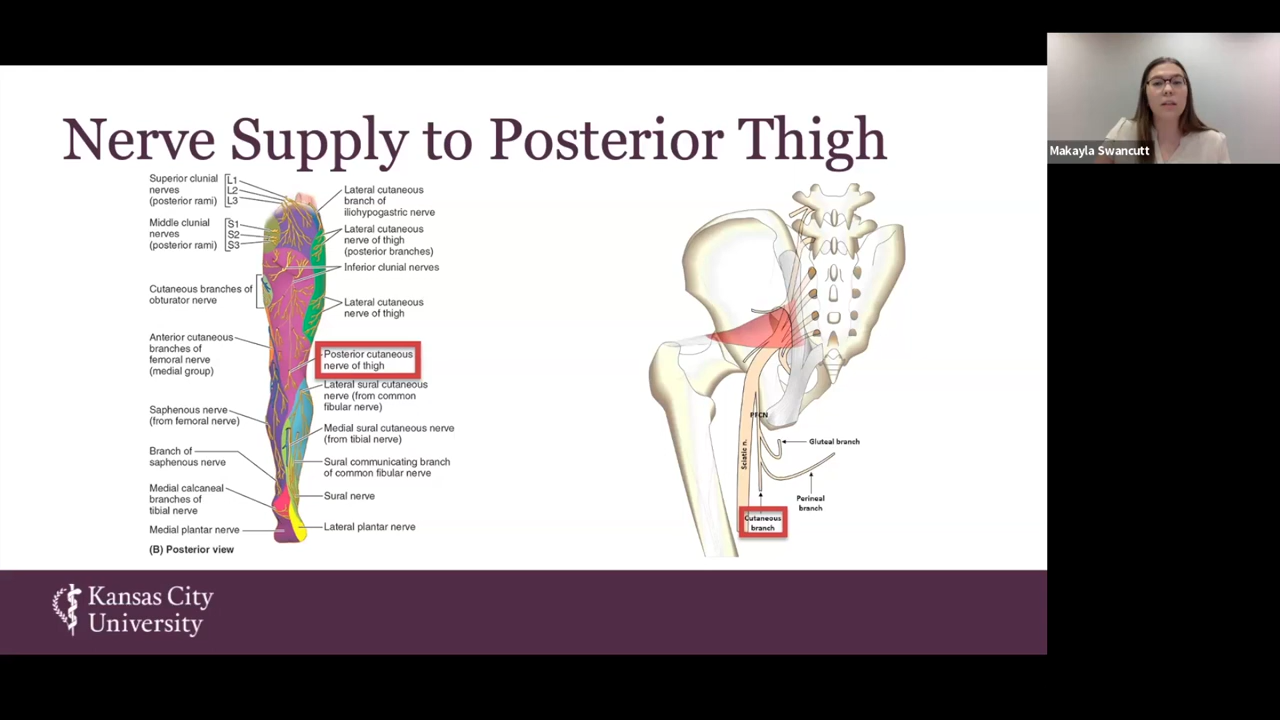 Nerve Supply to Posterior Thigh
Superior clunial
nerves
(posterior rami)
L1
L2
L3
Middle clunial
nerves
(posterior rami)
S1
S2
S3
Cutaneous branches of
obturator nerve
Anterior cutaneous
branches of
femoral nerve
(medial group)
Saphenous nerve
(from femoral nerve)
Branch of
saphenous nerve
Medial calcaneal
branches of
tibial nerve
Medial plantar nerve
(B) Posterior view
Lateral cutaneous
branch of
iliohypogastric nerve
Lateral cutaneous
nerve of thigh
(posterior branches)
Inferior clunial nerves
Lateral cutaneous
nerve of thigh
Posterior cutaneous
nerve of thigh
Lateral sural cutaneous
nerve (from common
fibular nerve)
Medial sural cutaneous nerve
(from tibial nerve)
Sural communicating branch
of common fibular nerve
Sural nerve
Lateral plantar nerve
PFCN
Sciatic n.
Gluteal branch
Perineal
branch
Cutaneous
branch
Kansas City
University
Makayla Swancutt